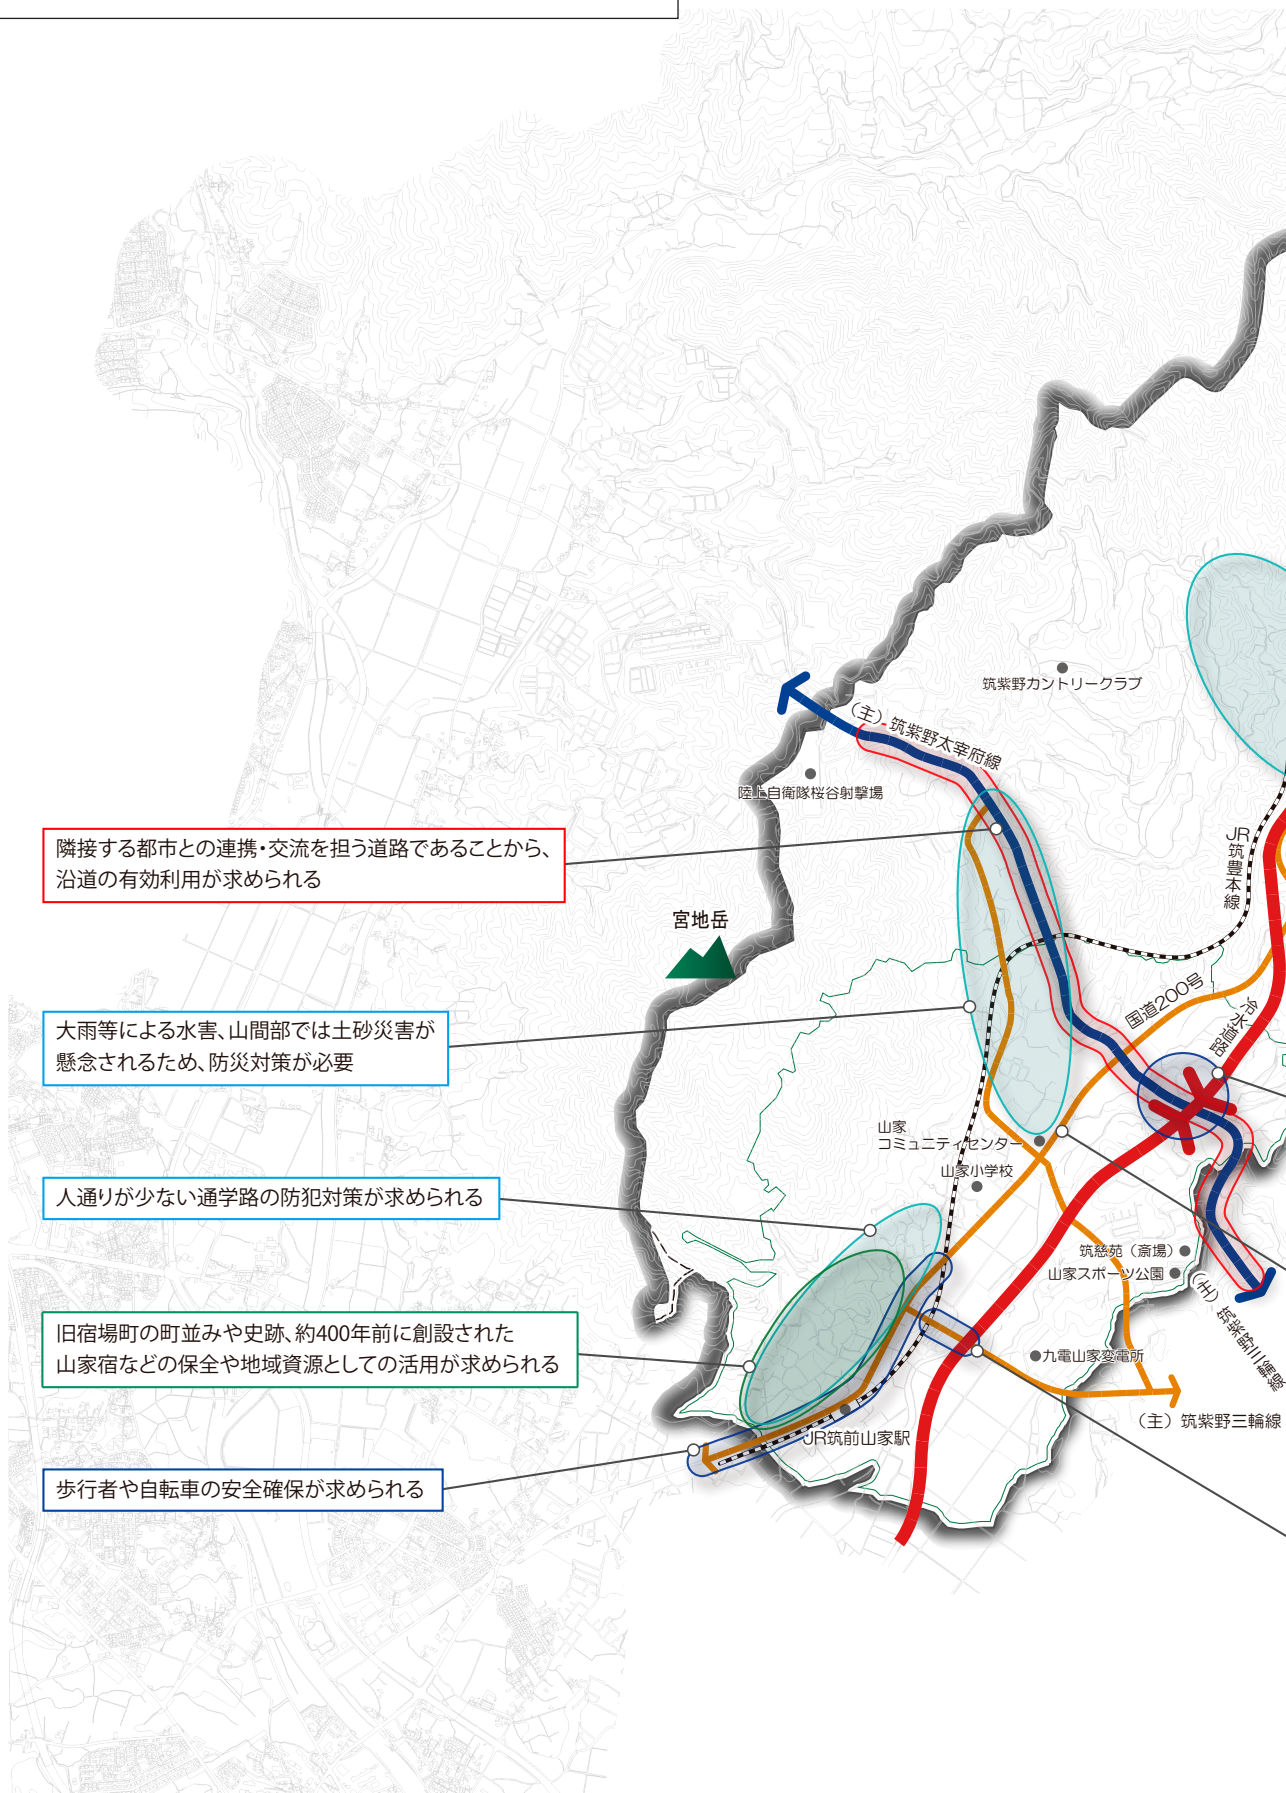 筑紫野カントリークラブ
（主）筑紫野太宰府線
陸上自衛隊桜谷射撃場
JR筑豊本線
隣接する都市との連携・交流を担う道路であることから、
沿道の有効利用が求められる
宮地岳
国道200号
冷水道路
大雨等による水害、山間部では土砂災害が
懸念されるため、防災対策が必要
山家
コミュニティセンター
山家小学校
人通りが少ない通学路の防犯対策が求められる
筑慈苑（斎場）
山家スポーツ公園
（主）筑紫野三輪線
旧宿場町の町並みや史跡、約400年前に創設された
山家宿などの保全や地域資源としての活用が求められる
九電山家変電所
（主）筑紫野三輪線
JR筑前山家駅
歩行者や自転車の安全確保が求められる